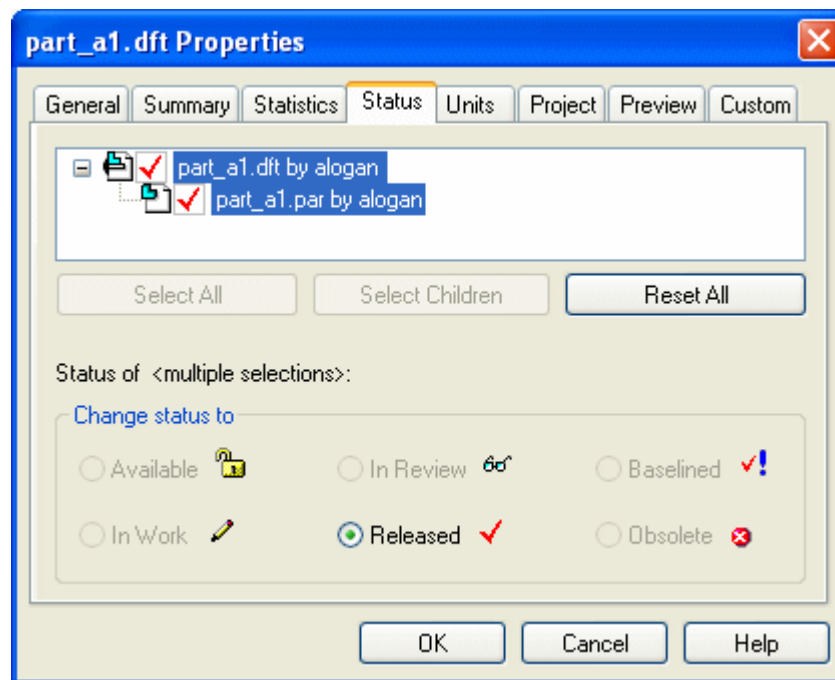 part_a1.dft Properties
General Summary Statistics Status Units Project Preview Custom
part_a1.dft by alogan
part_a1.par by alogan
Select All Select Children Reset All
Status of <multiple selections>:
Change status to
Available In Review Baselined
In Work Released Obsolete
OK Cancel Help